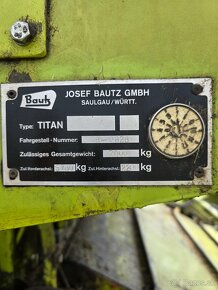 Bautz
JOSEF BAUTZ GMBH
SAULGAU/WÜRTT.
Type: TITAN
Fahrgestell-Nummer:
Zulässiges Gesamtgewicht: kg
Zul. Vorderachsl. kg Zul. Hinterachsl. kg